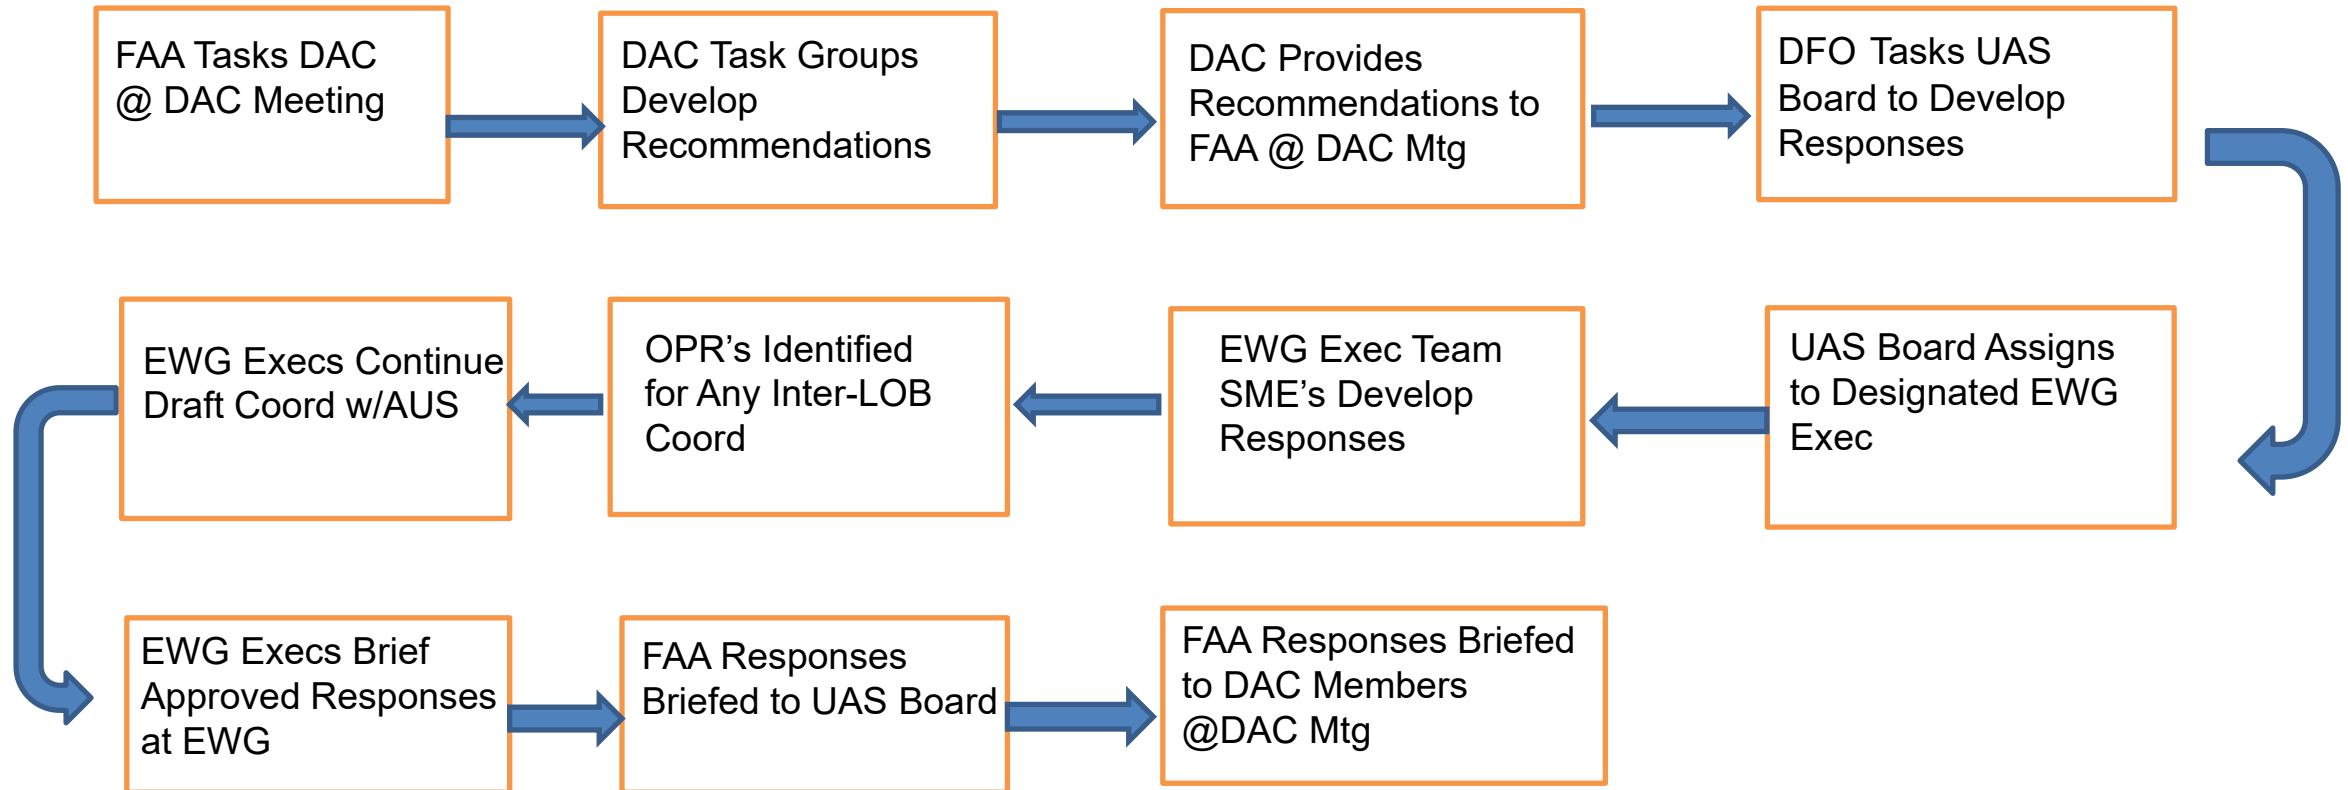 FAA Tasks DAC
@ DAC Meeting
DAC Task Groups
Develop
Recommendations
DAC Provides
Recommendations to
FAA @ DAC Mtg
DFO Tasks UAS
Board to Develop
Responses
UAS Board Assigns
to Designated EWG
Exec
EWG Exec Team
SME’s Develop
Responses
OPR’s Identified
for Any Inter-LOB
Coord
EWG Execs Continue
Draft Coord w/AUS
EWG Execs Brief
Approved Responses
at EWG
FAA Responses
Briefed to UAS Board
FAA Responses Briefed
to DAC Members
@DAC Mtg